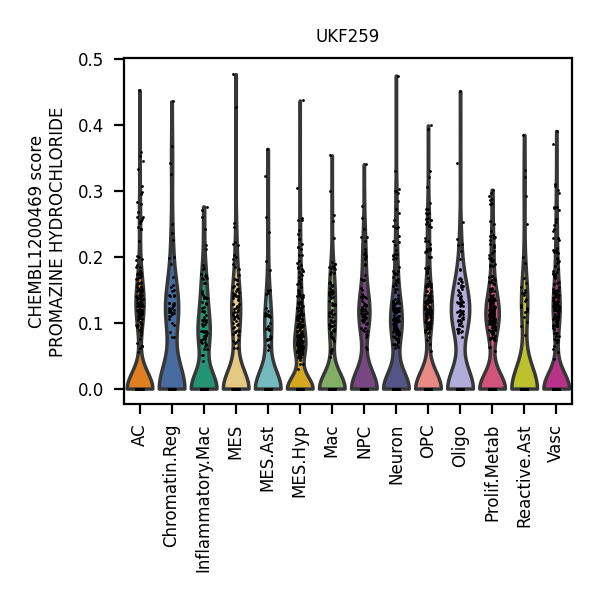 UKF259
CHEMBL1200469 score
PROMAZINE HYDROCHLORIDE
0.5
0.4
0.3
0.2
0.1
0.0
AC
Chromatin.Reg
Inflammatory.Mac
MES
MES.Ast
MES.Hyp
Mac
NPC
Neuron
OPC
Oligo
Prolif.Metab
Reactive.Ast
Vasc